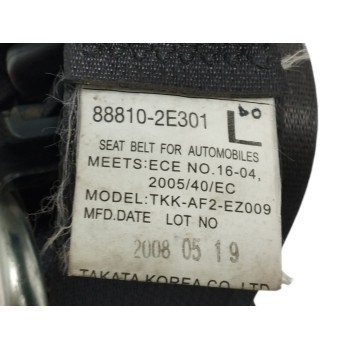 88810-2E301 L
SEAT BELT FOR AUTOMOBILES
MEETS:ECE NO.16-04,
2005/40/EC
MODEL:TKK-AF2-EZ009
MFD.DATE LOT NO
2008 05 19
TAKATA KOREA CO., LTD